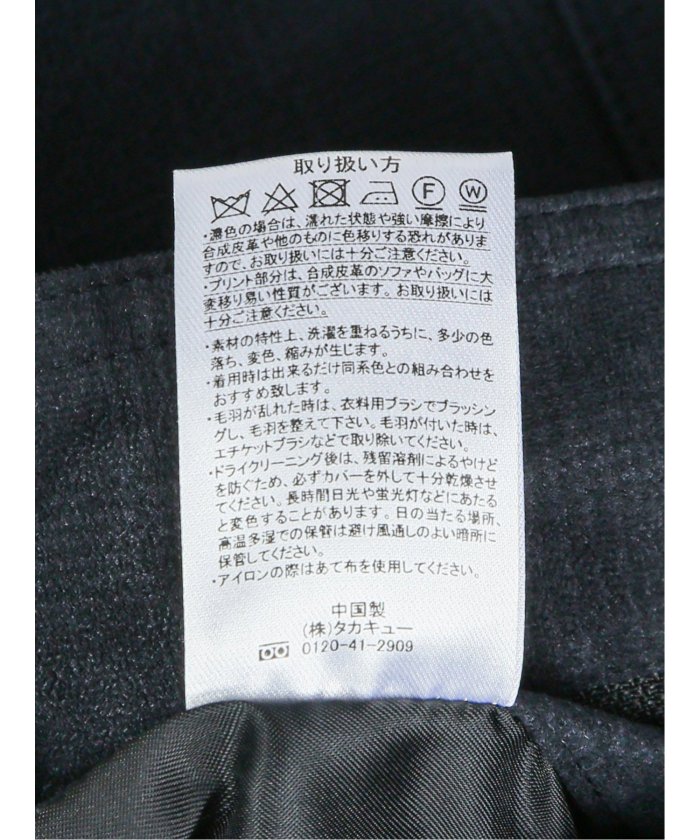 取り扱い方
F W
・濃色の場合は、濡れた状態や強い摩擦により
合成皮革や他のものに色移りする恐れがありま
すので、お取り扱いには十分ご注意ください。
・プリント部分は、合成皮革のソファやバッグに大
変移り易い性質がございます。お取り扱いには
十分ご注意ください。
・素材の特性上、洗濯を重ねるうちに、多少の色
落ち、変色、縮みが生じます。
・着用時は出来るだけ同系色との組み合わせを
おすすめ致します。
・毛羽が乱れた時は、衣料用ブラシでブラッシン
グし、毛羽を整えて下さい。毛羽が付いた時は、
エチケットブラシなどで取り除いてください。
・ドライクリーニング後は、残留溶剤によるやけど
を防ぐため、必ずカバーを外して十分乾燥させ
てください。長時間日光や蛍光灯などにあたる
と変色することがあります。日の当たる場所、
高温多湿での保管は避け風通しのよい暗所に
保管してください。
・アイロンの際はあて布を使用してください。
中国製
(株)タカキュー
0120-41-2909